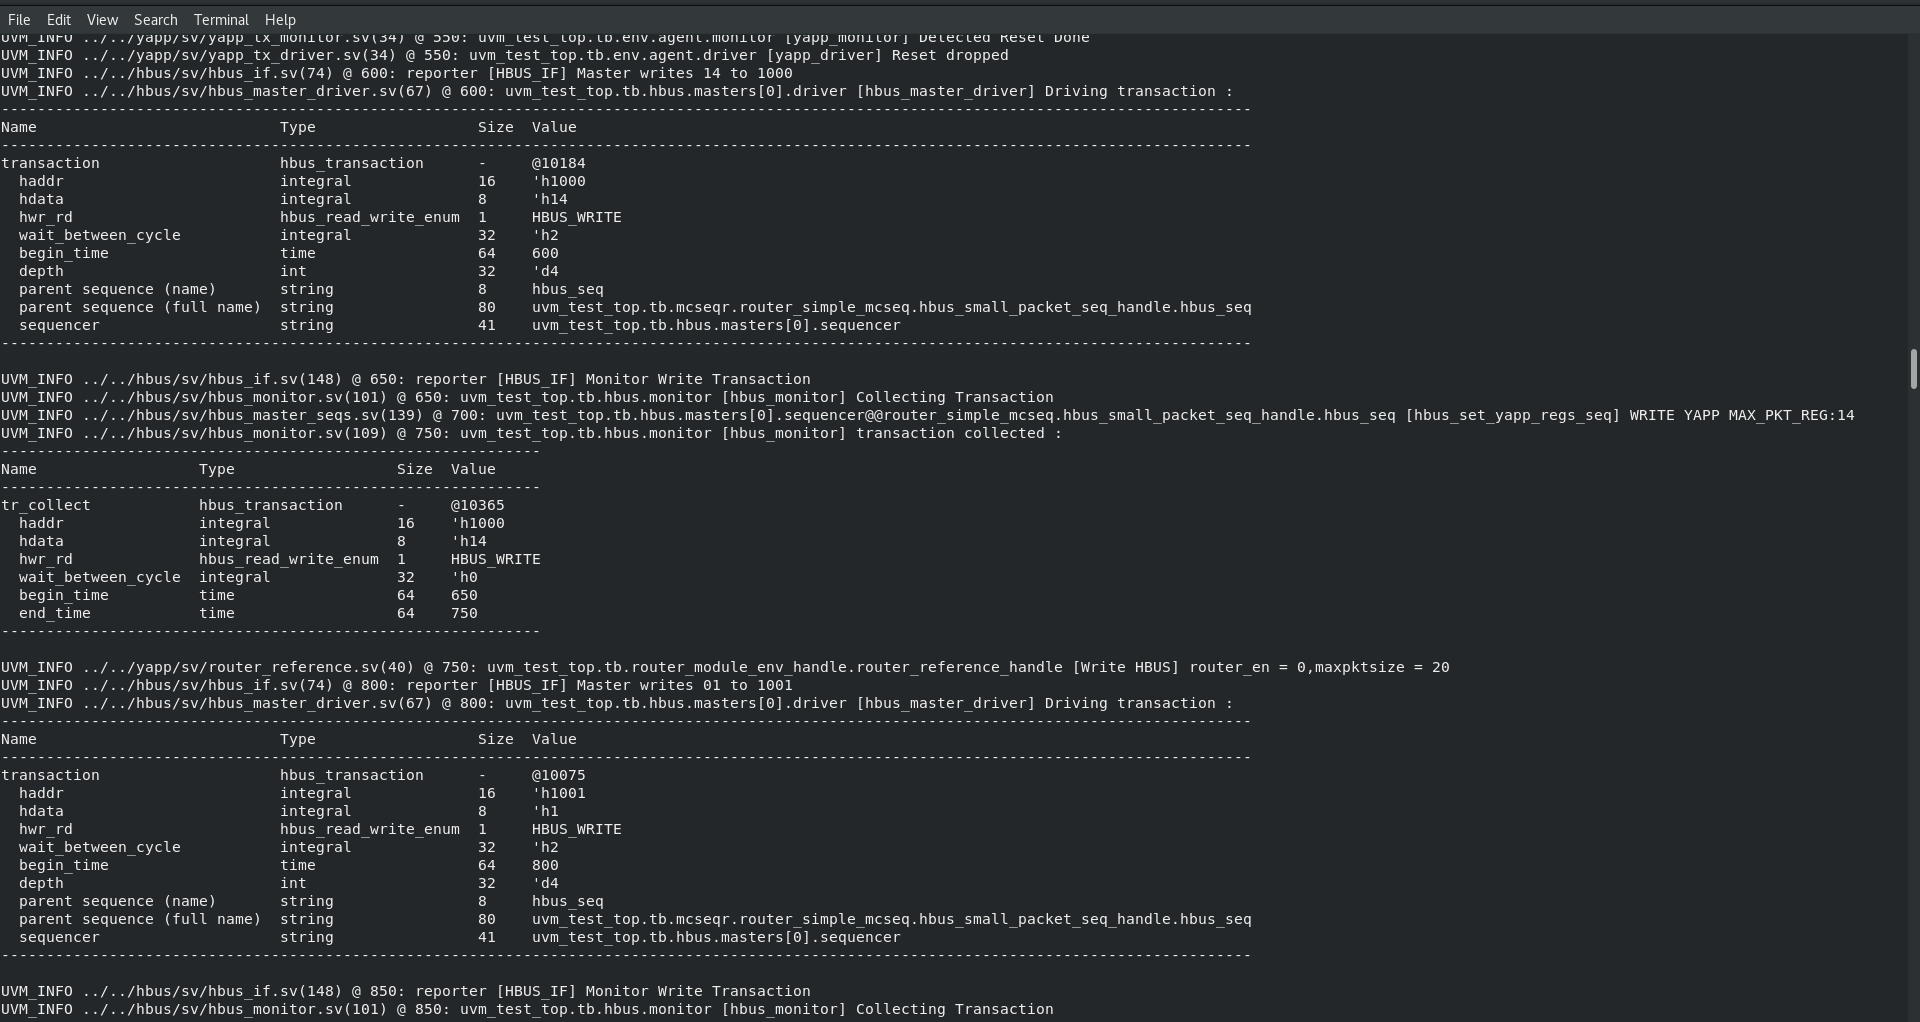 File Edit View Search Terminal Help
UVM_INFO ../../yapp/sv/yapp_tx_monitor.sv(34) @ 550: uvm_test_top.tb.env.agent.monitor [yapp_monitor] Detected Reset Done
UVM_INFO ../../yapp/sv/yapp_tx_driver.sv(34) @ 550: uvm_test_top.tb.env.agent.driver [yapp_driver] Reset dropped
UVM_INFO ../../hbus/sv/hbus_if.sv(74) @ 600: reporter [HBUS_IF] Master writes 14 to 1000
UVM_INFO ../../hbus/sv/hbus_master_driver.sv(67) @ 600: uvm_test_top.tb.hbus.masters[0].driver [hbus_master_driver] Driving transaction :
-------------------------------------------------------------------------------------------------------------------------------------------
Name                           Type                  Size  Value
-------------------------------------------------------------------------------------------------------------------------------------------
transaction                    hbus_transaction      -     @10184
  haddr                        integral              16    'h1000
  hdata                        integral              8     'h14
  hwr_rd                       hbus_read_write_enum  1     HBUS_WRITE
  wait_between_cycle           integral              32    'h2
  begin_time                   time                  64    600
  depth                        int                   32    'd4
  parent sequence (name)       string                8     hbus_seq
  parent sequence (full name)  string                80    uvm_test_top.tb.mcseqr.router_simple_mcseq.hbus_small_packet_seq_handle.hbus_seq
  sequencer                    string                41    uvm_test_top.tb.hbus.masters[0].sequencer
-------------------------------------------------------------------------------------------------------------------------------------------
UVM_INFO ../../hbus/sv/hbus_if.sv(148) @ 650: reporter [HBUS_IF] Monitor Write Transaction
UVM_INFO ../../hbus/sv/hbus_monitor.sv(101) @ 650: uvm_test_top.tb.hbus.monitor [hbus_monitor] Collecting Transaction
UVM_INFO ../../hbus/sv/hbus_master_seqs.sv(139) @ 700: uvm_test_top.tb.hbus.masters[0].sequencer@@router_simple_mcseq.hbus_small_packet_seq_handle.hbus_seq [hbus_set_yapp_regs_seq] WRITE YAPP MAX_PKT_REG:14
UVM_INFO ../../hbus/sv/hbus_monitor.sv(109) @ 750: uvm_test_top.tb.hbus.monitor [hbus_monitor] transaction collected :
------------------------------------------------------------
Name                  Type                  Size  Value
------------------------------------------------------------
tr_collect            hbus_transaction      -     @10365
  haddr               integral              16    'h1000
  hdata               integral              8     'h14
  hwr_rd              hbus_read_write_enum  1     HBUS_WRITE
  wait_between_cycle  integral              32    'h0
  begin_time          time                  64    650
  end_time            time                  64    750
------------------------------------------------------------
UVM_INFO ../../yapp/sv/router_reference.sv(40) @ 750: uvm_test_top.tb.router_module_env_handle.router_reference_handle [Write HBUS] router_en = 0,maxpktsize = 20
UVM_INFO ../../hbus/sv/hbus_if.sv(74) @ 800: reporter [HBUS_IF] Master writes 01 to 1001
UVM_INFO ../../hbus/sv/hbus_master_driver.sv(67) @ 800: uvm_test_top.tb.hbus.masters[0].driver [hbus_master_driver] Driving transaction :
-------------------------------------------------------------------------------------------------------------------------------------------
Name                           Type                  Size  Value
-------------------------------------------------------------------------------------------------------------------------------------------
transaction                    hbus_transaction      -     @10075
  haddr                        integral              16    'h1001
  hdata                        integral              8     'h1
  hwr_rd                       hbus_read_write_enum  1     HBUS_WRITE
  wait_between_cycle           integral              32    'h2
  begin_time                   time                  64    800
  depth                        int                   32    'd4
  parent sequence (name)       string                8     hbus_seq
  parent sequence (full name)  string                80    uvm_test_top.tb.mcseqr.router_simple_mcseq.hbus_small_packet_seq_handle.hbus_seq
  sequencer                    string                41    uvm_test_top.tb.hbus.masters[0].sequencer
-------------------------------------------------------------------------------------------------------------------------------------------
UVM_INFO ../../hbus/sv/hbus_if.sv(148) @ 850: reporter [HBUS_IF] Monitor Write Transaction
UVM_INFO ../../hbus/sv/hbus_monitor.sv(101) @ 850: uvm_test_top.tb.hbus.monitor [hbus_monitor] Collecting Transaction